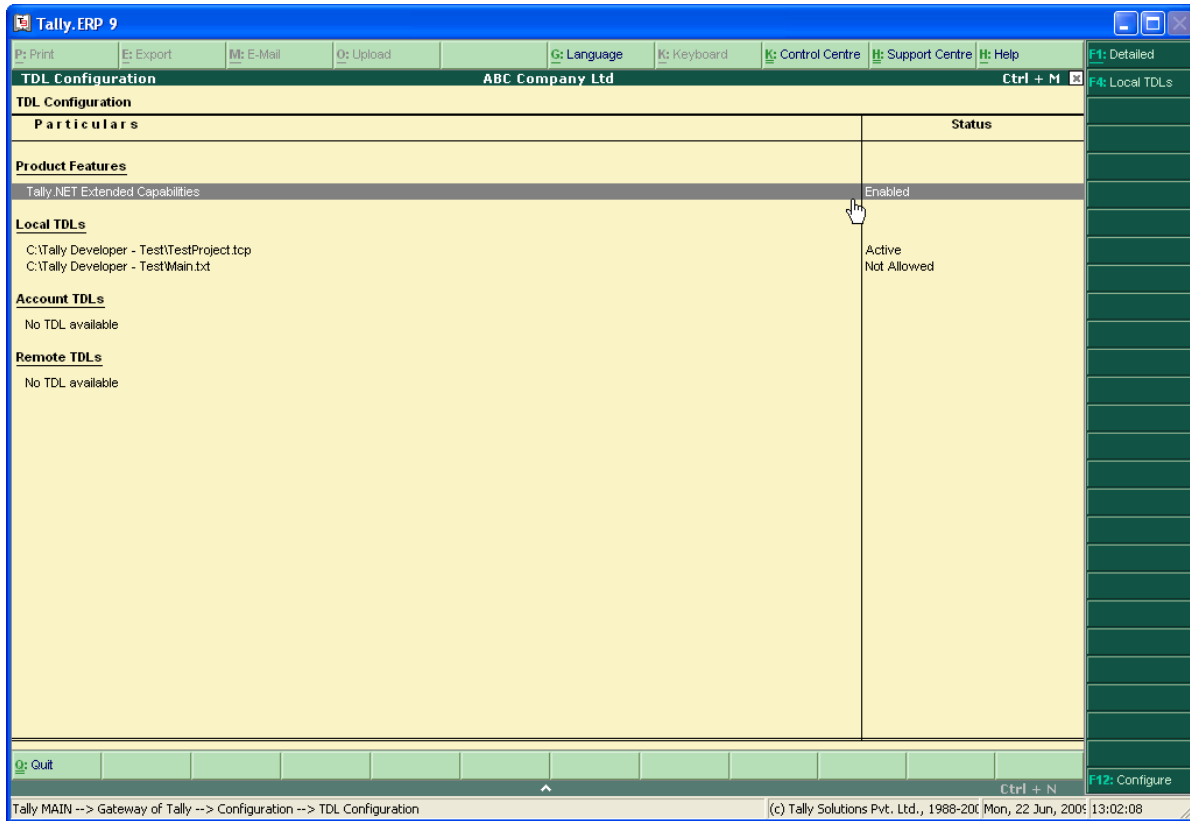 Tally.ERP 9
P: Print E: Export M: E-Mail O: Upload G: Language K: Keyboard K: Control Centre H: Support Centre H: Help F1: Detailed
TDL Configuration ABC Company Ltd Ctrl + M F4: Local TDLs
TDL Configuration
Particulars Status
Product Features
Tally.NET Extended Capabilities Enabled
Local TDLs
C:\Tally Developer - Test\TestProject.tcp Active
C:\Tally Developer - Test\Main.txt Not Allowed
Account TDLs
No TDL available
Remote TDLs
No TDL available
Q: Quit
F12: Configure
Ctrl + N
Tally MAIN --> Gateway of Tally --> Configuration --> TDL Configuration (c) Tally Solutions Pvt. Ltd., 1988-200 Mon, 22 Jun, 2009 13:02:08